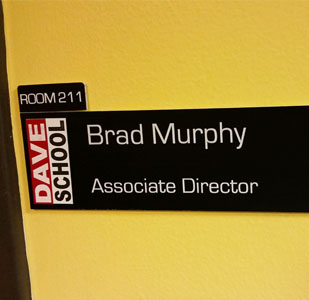 ROOM 211
DAVE
SCHOOL
Brad Murphy
Associate Director